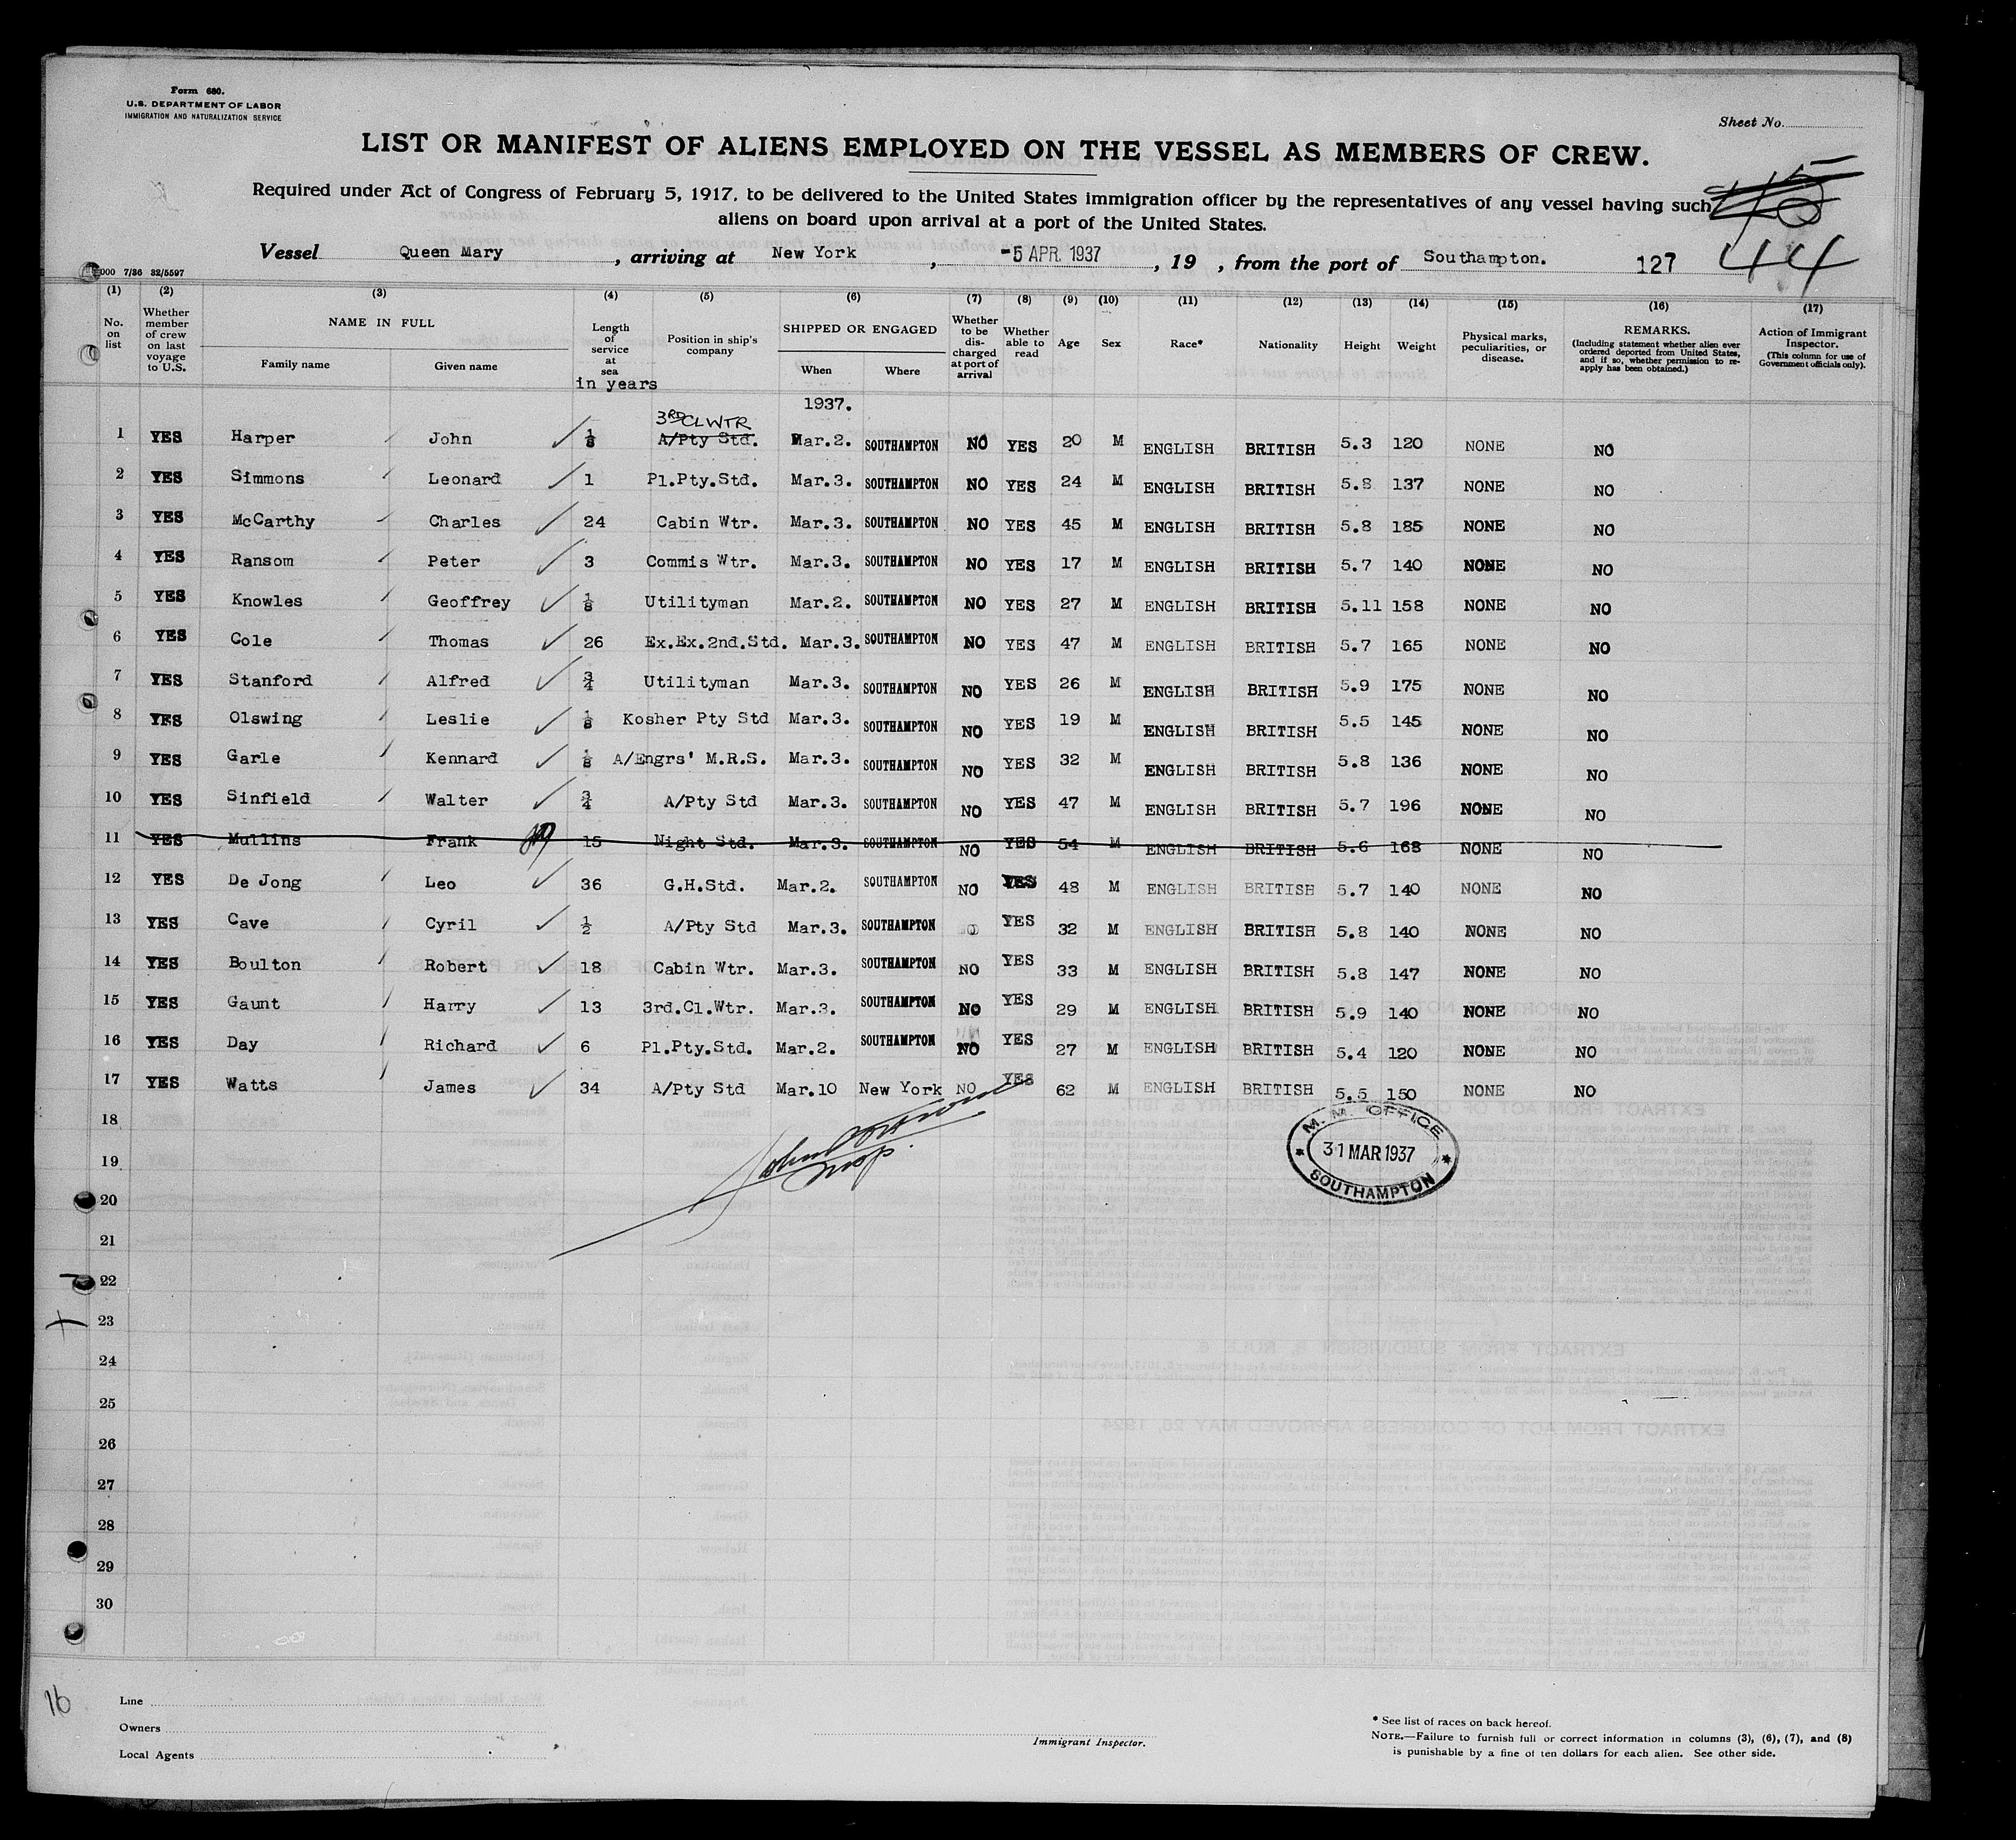 Form 680.
U.S. DEPARTMENT OF LABOR
IMMIGRATION AND NATURALIZATION SERVICE
Sheet No.
LIST OR MANIFEST OF ALIENS EMPLOYED ON THE VESSEL AS MEMBERS OF CREW.
Required under Act of Congress of February 5, 1917, to be delivered to the United States immigration officer by the representatives of any vessel having such
aliens on board upon arrival at a port of the United States.
Vessel Queen Mary, arriving at New York, -5 APR. 1937, 19 , from the port of Southampton. 127 44
000 7/36 32/5597
(1) (2) (3) (4) (5) (6) (7) (8) (9) (10) (11) (12) (13) (14) (15) (16) (17)
No. on list
Whether member of crew on last voyage to U.S.
NAME IN FULL
Family name Given name
Length of service at sea in years
Position in ship's company
SHIPPED OR ENGAGED
When Where
Whether to be discharged at port of arrival
Whether able to read
Age Sex Race* Nationality Height Weight
Physical marks, peculiarities, or disease.
REMARKS. (Including statement whether alien ever ordered deported from United States, and if so, whether permission to reapply has been obtained.)
Action of Immigrant Inspector. (This column for use of Government officials only).
1937.
3RD CL WTR
1 YES Harper John 1/8 A/Pty Std. Mar.2. SOUTHAMPTON NO YES 20 M ENGLISH BRITISH 5.3 120 NONE NO
2 YES Simmons Leonard 1 Pl.Pty.Std. Mar.3. SOUTHAMPTON NO YES 24 M ENGLISH BRITISH 5.8 137 NONE NO
3 YES McCarthy Charles 24 Cabin Wtr. Mar.3. SOUTHAMPTON NO YES 45 M ENGLISH BRITISH 5.8 185 NONE NO
4 YES Ransom Peter 3 Commis Wtr. Mar.3. SOUTHAMPTON NO YES 17 M ENGLISH BRITISH 5.7 140 NONE NO
5 YES Knowles Geoffrey 1/8 Utilityman Mar.2. SOUTHAMPTON NO YES 27 M ENGLISH BRITISH 5.11 158 NONE NO
6 YES Cole Thomas 26 Ex.Ex.2nd.Std. Mar.3. SOUTHAMPTON NO YES 47 M ENGLISH BRITISH 5.7 165 NONE NO
7 YES Stanford Alfred 3/4 Utilityman Mar.3. SOUTHAMPTON NO YES 26 M ENGLISH BRITISH 5.9 175 NONE NO
8 YES Olswing Leslie 1/8 Kosher Pty Std Mar.3. SOUTHAMPTON NO YES 19 M ENGLISH BRITISH 5.5 145 NONE NO
9 YES Garle Kennard 1/8 A/Engrs' M.R.S. Mar.3. SOUTHAMPTON NO YES 32 M ENGLISH BRITISH 5.8 136 NONE NO
10 YES Sinfield Walter 3/4 A/Pty Std Mar.3. SOUTHAMPTON NO YES 47 M ENGLISH BRITISH 5.7 196 NONE NO
11 YES Mullins Frank 15 Night Std. Mar.3. SOUTHAMPTON NO YES 54 M ENGLISH BRITISH 5.6 168 NONE NO
12 YES De Jong Leo 36 G.H.Std. Mar.2. SOUTHAMPTON NO YES 48 M ENGLISH BRITISH 5.7 140 NONE NO
13 YES Cave Cyril 1/2 A/Pty Std Mar.3. SOUTHAMPTON YES 32 M ENGLISH BRITISH 5.8 140 NONE NO
14 YES Boulton Robert 18 Cabin Wtr. Mar.3. SOUTHAMPTON NO YES 33 M ENGLISH BRITISH 5.8 147 NONE NO
15 YES Gaunt Harry 13 3rd.Cl.Wtr. Mar.3. SOUTHAMPTON NO YES 29 M ENGLISH BRITISH 5.9 140 NONE NO
16 YES Day Richard 6 Pl.Pty.Std. Mar.2. SOUTHAMPTON NO YES 27 M ENGLISH BRITISH 5.4 120 NONE NO
17 YES Watts James 34 A/Pty Std Mar.10 New York NO YES 62 M ENGLISH BRITISH 5.5 150 NONE NO
18
19
20
21
22
23
24
25
26
27
28
29
30
M. M. OFFICE
31 MAR 1937
SOUTHAMPTON
16
Line
Owners
Local Agents
Immigrant Inspector.
* See list of races on back hereof.
NOTE.—Failure to furnish full or correct information in columns (3), (6), (7), and (8)
is punishable by a fine of ten dollars for each alien. See other side.